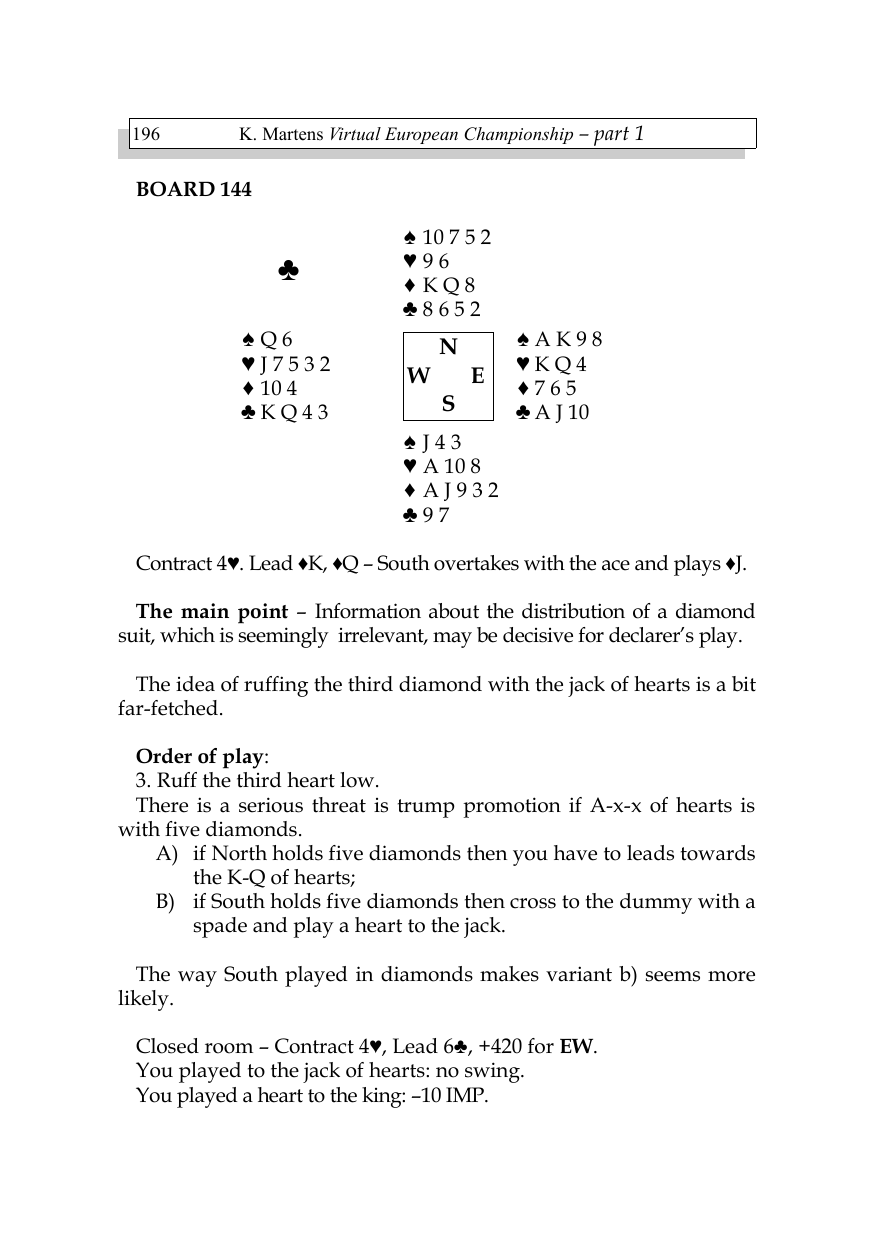 196 K. Martens Virtual European Championship – part 1
BOARD 144
♠ 10 7 5 2
♣ ♥ 9 6
♦ K Q 8
♣ 8 6 5 2
♠ Q 6 N ♠ A K 9 8
♥ J 7 5 3 2 ♥ K Q 4
W E
♦ 10 4 ♦ 7 6 5
♣ K Q 4 3 S ♣ A J 10
♠ J 4 3
♥ A 10 8
♦ A J 9 3 2
♣ 9 7
Contract 4♥. Lead ♦K, ♦Q – South overtakes with the ace and plays ♦J.
The main point – Information about the distribution of a diamond
suit, which is seemingly irrelevant, may be decisive for declarer’s play.
The idea of ruffing the third diamond with the jack of hearts is a bit
far-fetched.
Order of play:
3. Ruff the third heart low.
There is a serious threat is trump promotion if A-x-x of hearts is
with five diamonds.
A) if North holds five diamonds then you have to leads towards
the K-Q of hearts;
B) if South holds five diamonds then cross to the dummy with a
spade and play a heart to the jack.
The way South played in diamonds makes variant b) seems more
likely.
Closed room – Contract 4♥, Lead 6♣, +420 for EW.
You played to the jack of hearts: no swing.
You played a heart to the king: –10 IMP.